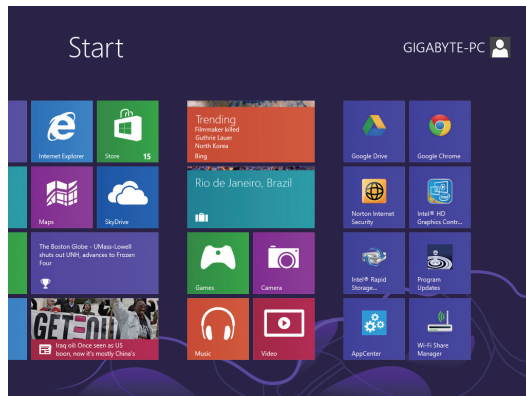 Start
GIGABYTE-PC
Internet Explorer
Store
15
Maps
SkyDrive
The Boston Globe - UMass-Lowell
shuts out UNH, advances to Frozen
Four
GET OUT
Iraq oil: Once seen as US
boon, now it's mostly China's
Trending
Filmmaker killed
Guthrie Lauer
North Korea
Bing
Rio de Janeiro, Brazil
Games
Camera
Music
Video
Google Drive
Google Chrome
Norton Internet
Security
Intel® HD
Graphics Contr...
Intel® Rapid
Storage...
Program
Updates
AppCenter
Wi-Fi Share
Manager